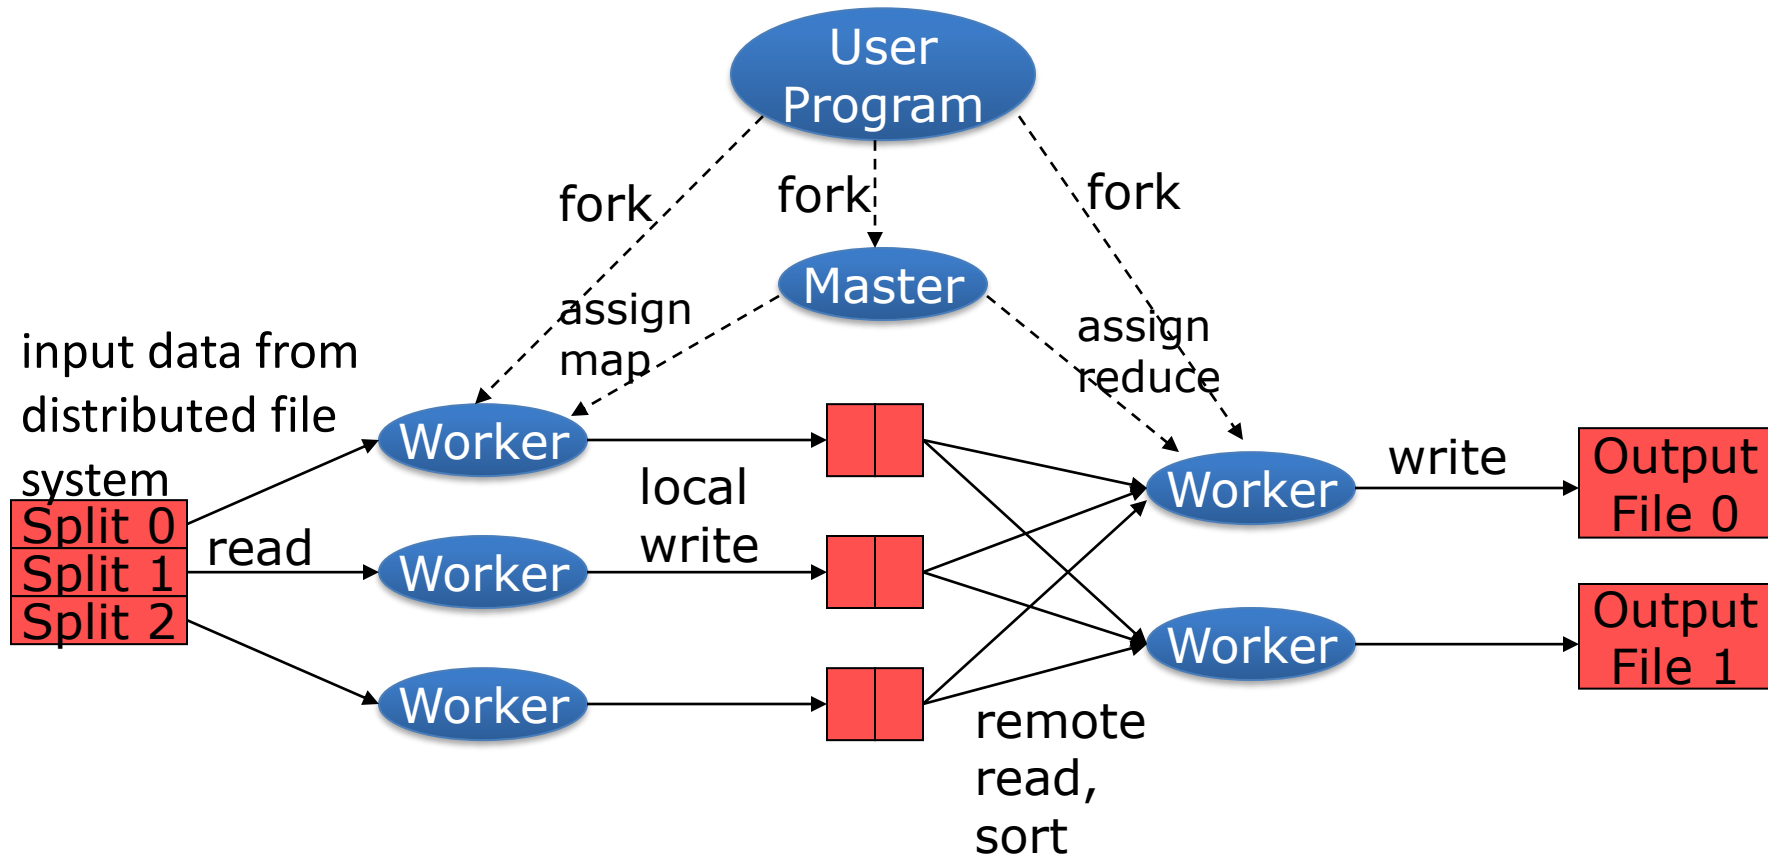 User
Program
fork
fork
fork
Master
assign
map
assign
reduce
input data from
distributed file
system
Split 0
Split 1
Split 2
read
Worker
Worker
Worker
local
write
remote
read,
sort
Worker
Worker
write
Output
File 0
Output
File 1